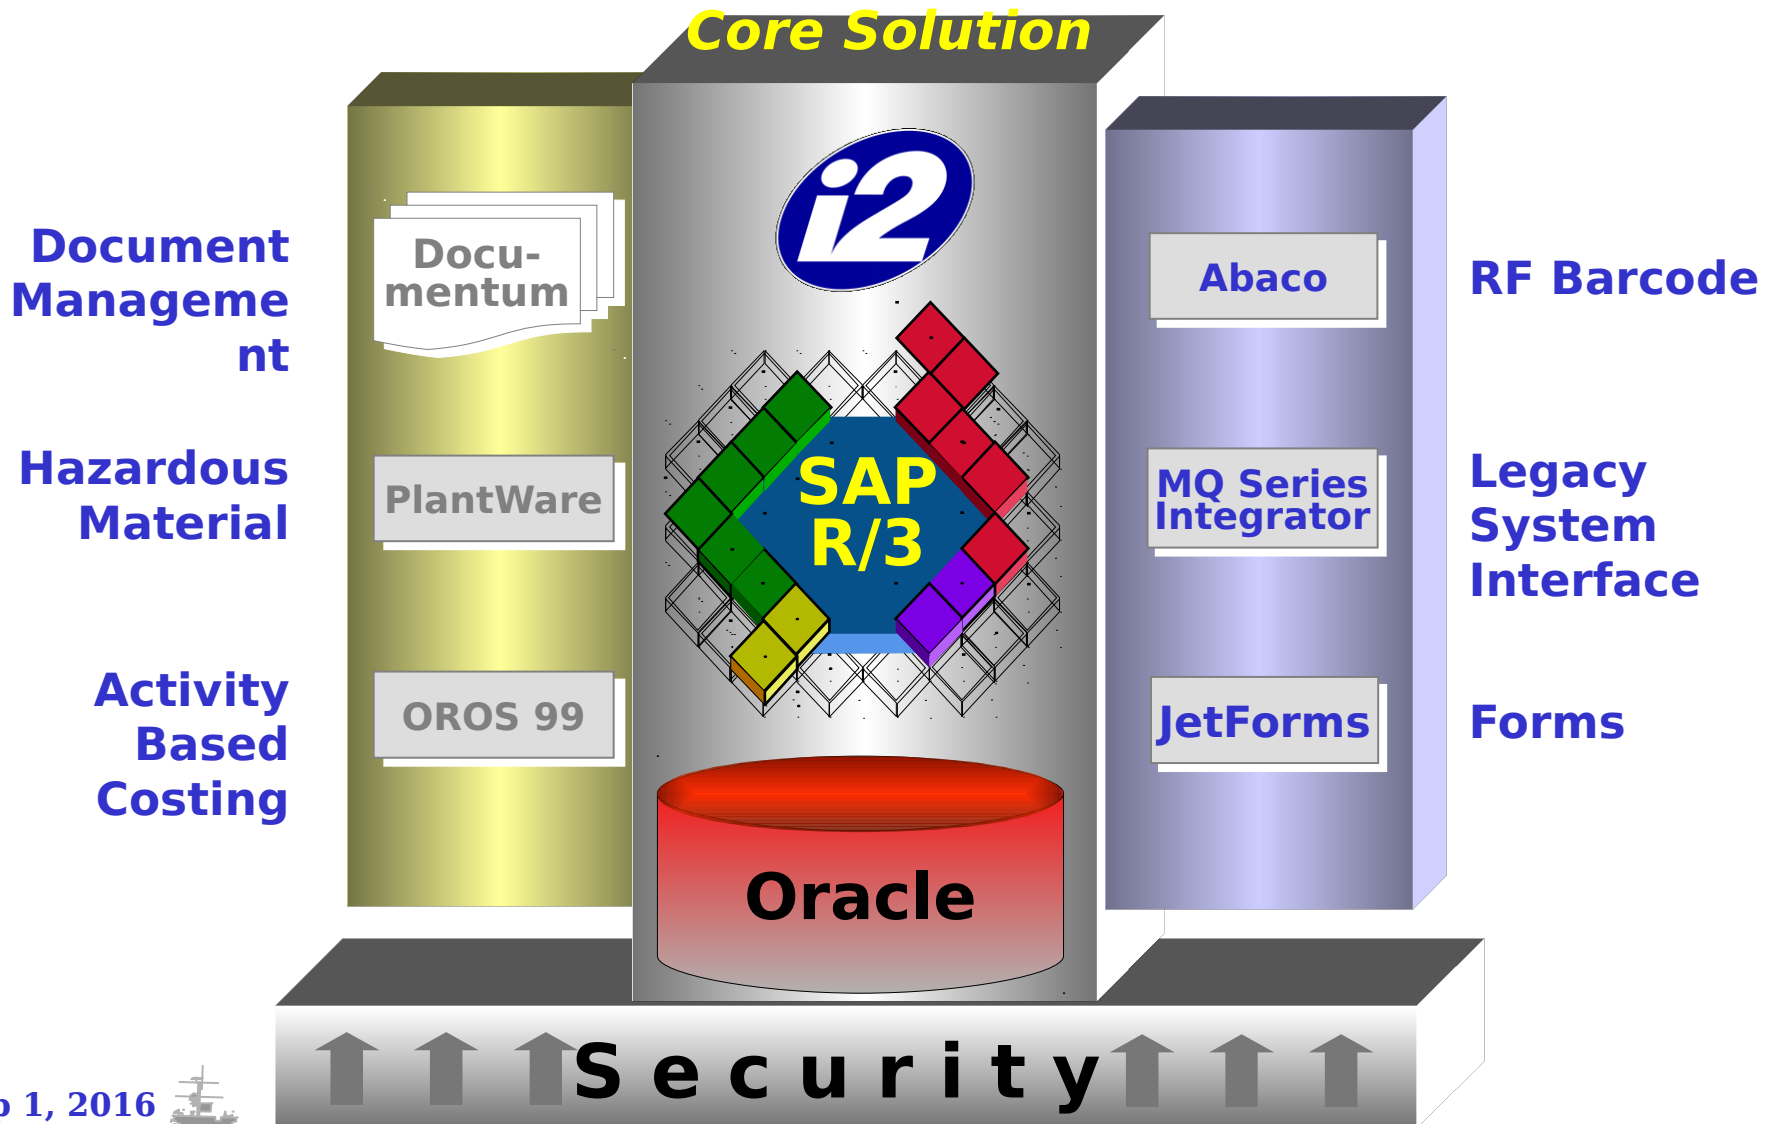 Core Solution
i2
Document
Manageme
nt
Docu-
mentum
Hazardous
Material
PlantWare
Activity
Based
Costing
OROS 99
SAP
R/3
Oracle
Abaco
RF Barcode
MQ Series
Integrator
Legacy
System
Interface
JetForms
Forms
Security
1, 2016